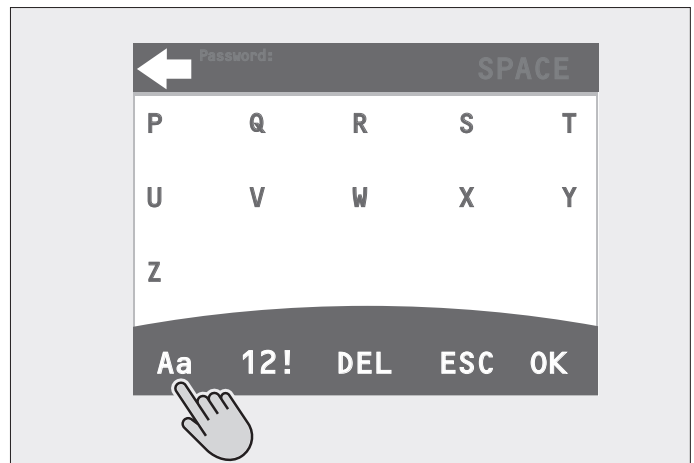 Password: SPACE
P Q R S T
U V W X Y
Z
Aa 12! DEL ESC OK